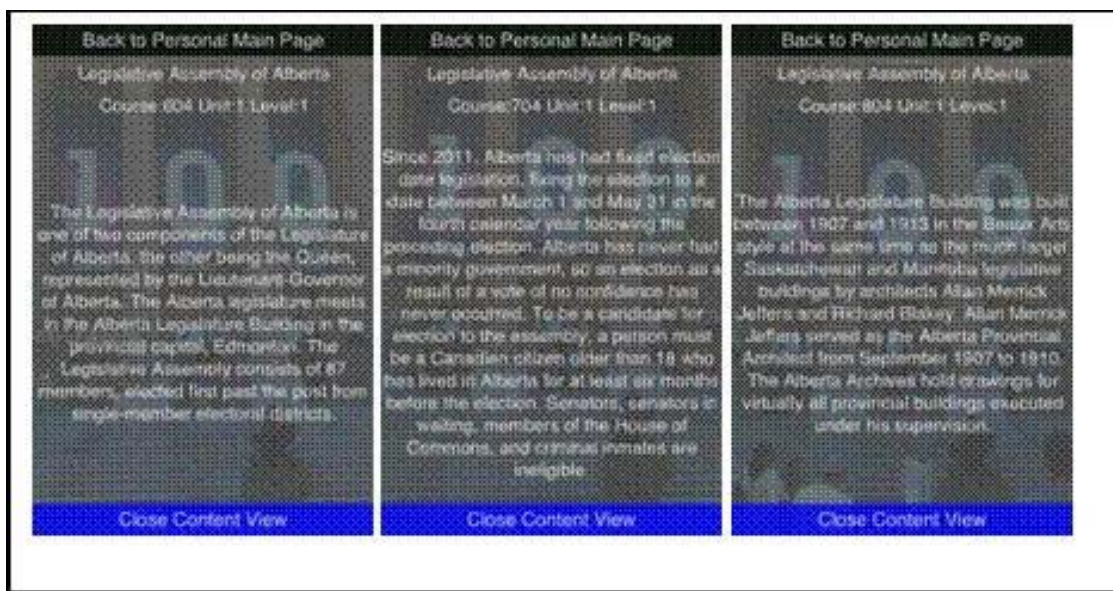 Back to Personal Main Page
Legislative Assembly of Alberta
Course:604 Unit:1 Level:1
100
The Legislative Assembly of Alberta is
one of two components of the Legislature
of Alberta, the other being the Queen,
represented by the Lieutenant-Governor
of Alberta. The Alberta legislature meets
in the Alberta Legislature Building in the
provincial capital, Edmonton. The
Legislative Assembly consists of 87
members, elected first past the post from
single-member electoral districts.
Close Content View
Back to Personal Main Page
Legislative Assembly of Alberta
Course:704 Unit:1 Level:1
Since 2011, Alberta has had fixed election
date legislation, fixing the election to a
date between March 1 and May 31 in the
fourth calendar year following the
preceding election. Alberta has never had
a minority government, so an election as a
result of a vote of no confidence has
never occurred. To be a candidate for
election to the assembly, a person must
be a Canadian citizen older than 18 who
has lived in Alberta for at least six months
before the election. Senators, senators in
waiting, members of the House of
Commons, and criminal inmates are
ineligible
Close Content View
Back to Personal Main Page
Legislative Assembly of Alberta
Course:804 Unit:1 Level:1
100
The Alberta Legislature Building was built
between 1907 and 1913 in the Beaux Arts
style at the same time as the much larger
Saskatchewan and Manitoba legislative
buildings by architects Allan Merrick
Jeffers and Richard Blakey. Allan Merrick
Jeffers served as the Alberta Provincial
Architect from September 1907 to 1910.
The Alberta Archives hold drawings for
virtually all provincial buildings executed
under his supervision.
Close Content View